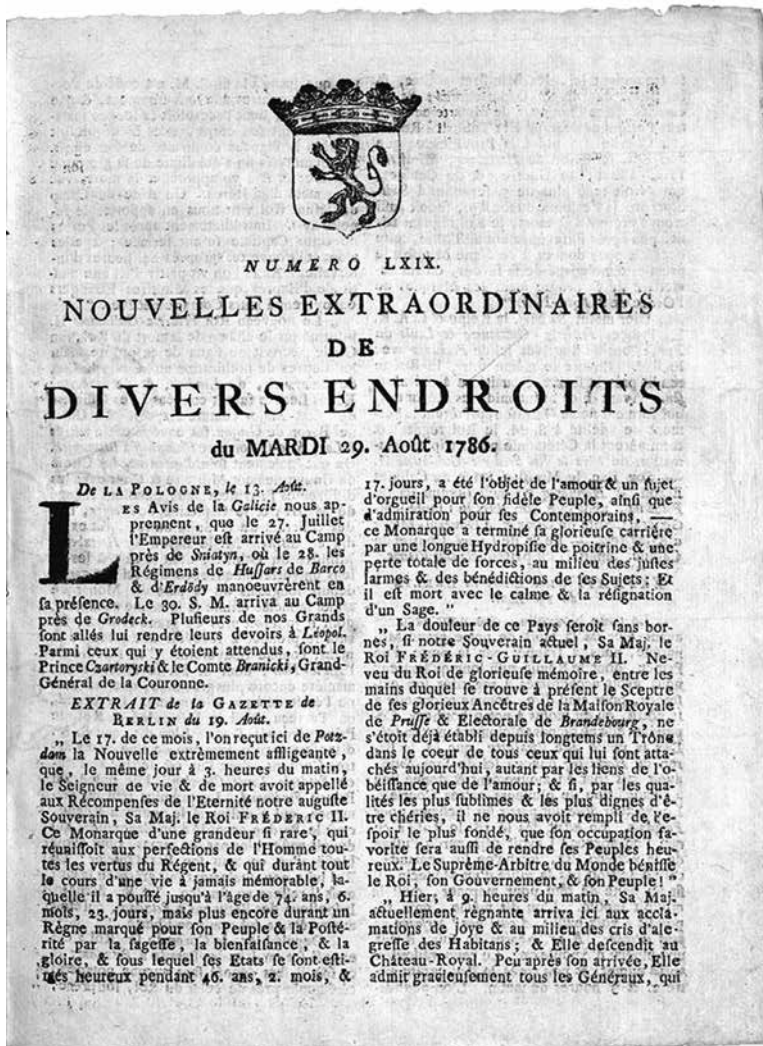 NUMERO LXIX.
NOUVELLES EXTRAORDINAIRES
DE
DIVERS ENDROITS
du MARDI 29. Août 1786.
De LA POLOGNE, le 13. Août.
LES Avis de la Galicie nous ap-
prennent, que le 27. Juillet
l'Empereur eſt arrivé au Camp
près de Sniatyn, où le 28. les
Régimens de Huſſars de Barco
& d'Erdödy manoeuvrèrent en
ſa préſence. Le 30. S. M. arriva au Camp
près de Grodeck. Pluſieurs de nos Grands
ſont allés lui rendre leurs devoirs à Léopol.
Parmi ceux qui y étoient attendus, ſont le
Prince Czartoryski & le Comte Branicki, Grand-
Général de la Couronne.
EXTRAIT de la GAZETTE de
BERLIN du 19. Août.
„ Le 17. de ce mois, l'on reçut ici de Potz-
dam la Nouvelle extrèmement affligeante,
que, le même jour à 3. heures du matin,
le Seigneur de vie & de mort avoit appellé
aux Récompenſes de l'Eternité notre auguſte
Souverain, Sa Maj. le Roi FRÉDERIC II.
Ce Monarque d'une grandeur ſi rare, qui
réuniſſoit aux perfections de l'Homme tou-
tes les vertus du Régent, & qui durant tout
le cours d'une vie à jamais mémorable, la-
quelle il a pouſſé jusqu'à l'âge de 74. ans, 6.
mois, 23. jours, mais plus encore durant un
Règne marqué pour ſon Peuple & la Poſté-
rité par la ſageſſe, la bienfaiſance, & la
gloire, & ſous lequel ſes Etats ſe ſont eſti-
més heureux pendant 46. ans, 2. mois, &
17. jours, a été l'objet de l'amour & un ſujet
d'orgueil pour ſon fidèle Peuple, ainſi que
d'admiration pour ſes Contemporains, —
ce Monarque a terminé ſa glorieuſe carrière
par une longue Hydropiſie de poitrine & une
perte totale de forces, au milieu des juſtes
larmes & des bénédictions de ſes Sujets: Et
il eſt mort avec le calme & la réſignation
d'un Sage. "
„ La douleur de ce Pays ſeroit ſans bor-
nes, ſi notre Souverain actuel, Sa Maj. le
Roi FRÉDÉRIC-GUILLAUME II. Ne-
veu du Roi de glorieuſe mémoire, entre les
mains duquel ſe trouve à préſent le Sceptre
de ſes glorieux Ancêtres de la Maiſon Royale
de Pruſſe & Electorale de Brandebourg, ne
s'étoit déjà établi depuis longtems un Trône
dans le coeur de tous ceux qui lui ſont atta-
chés aujourd'hui, autant par les liens de l'o-
béiſſance que de l'amour; & ſi, par les qua-
lités les plus ſublimes & les plus dignes d'ê-
tre chéries, il ne nous avoit rempli de l'e-
ſpoir le plus fondé, que ſon occupation fa-
vorite ſera auſſi de rendre ſes Peuples heu-
reux. Le Suprême-Arbitre du Monde béniſſe
le Roi, ſon Gouvernement, & ſon Peuple! "
„ Hier, à 9. heures du matin, Sa Maj.
actuellement règnante arriva ici aux accla-
mations de joye & au milieu des cris d'ale-
greſſe des Habitans; & Elle deſcendit au
Château-Royal. Peu après ſon arrivée, Elle
admit gracieuſement tous les Généraux, qui